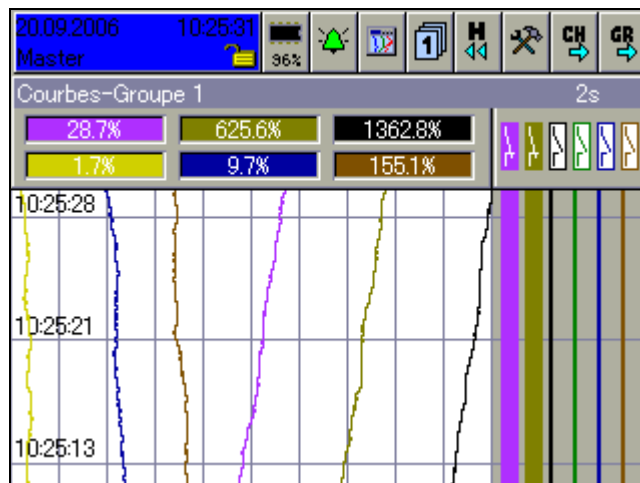 20.09.2006 10:25:31
Master
96%
1
H
CH
GR
Courbes-Groupe 1 2s
28.7% 625.6% 1362.8%
1.7% 9.7% 155.1%
10:25:28
10:25:21
10:25:13